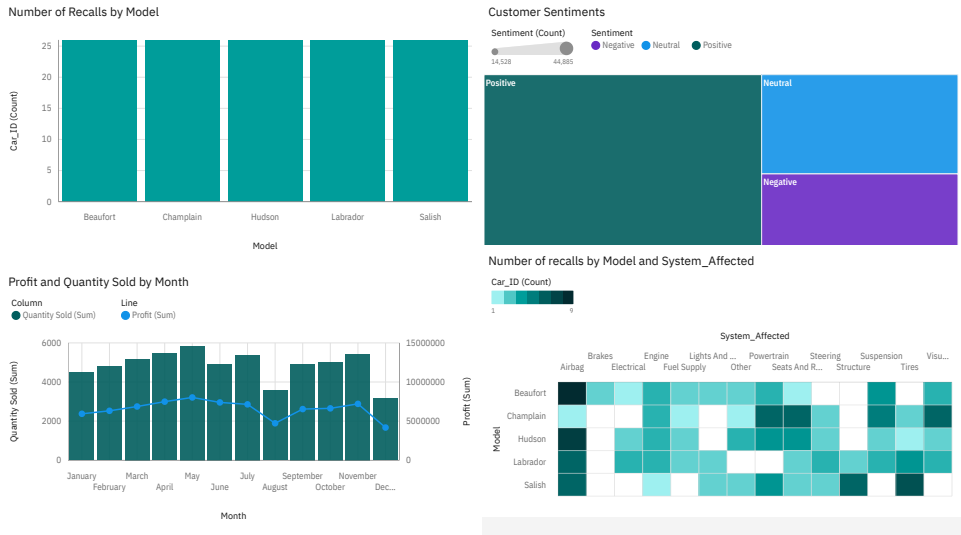 Number of Recalls by Model
Car_ID (Count)
25
20
15
10
5
0
Beaufort Champlain Hudson Labrador Salish
Model
Customer Sentiments
Sentiment (Count)
14,528 44,885
Sentiment
Negative Neutral Positive
Positive
Neutral
Negative
Profit and Quantity Sold by Month
Column Line
Quantity Sold (Sum) Profit (Sum)
Quantity Sold (Sum)
6000
4000
2000
0
15000000
10000000
5000000
0
Profit (Sum)
January March May July September November
February April June August October Dec...
Month
Number of recalls by Model and System_Affected
Car_ID (Count)
1 9
System_Affected
Brakes Engine Lights And ... Powertrain Steering Suspension Visu...
Airbag Electrical Fuel Supply Other Seats And R... Structure Tires
Model
Beaufort
Champlain
Hudson
Labrador
Salish